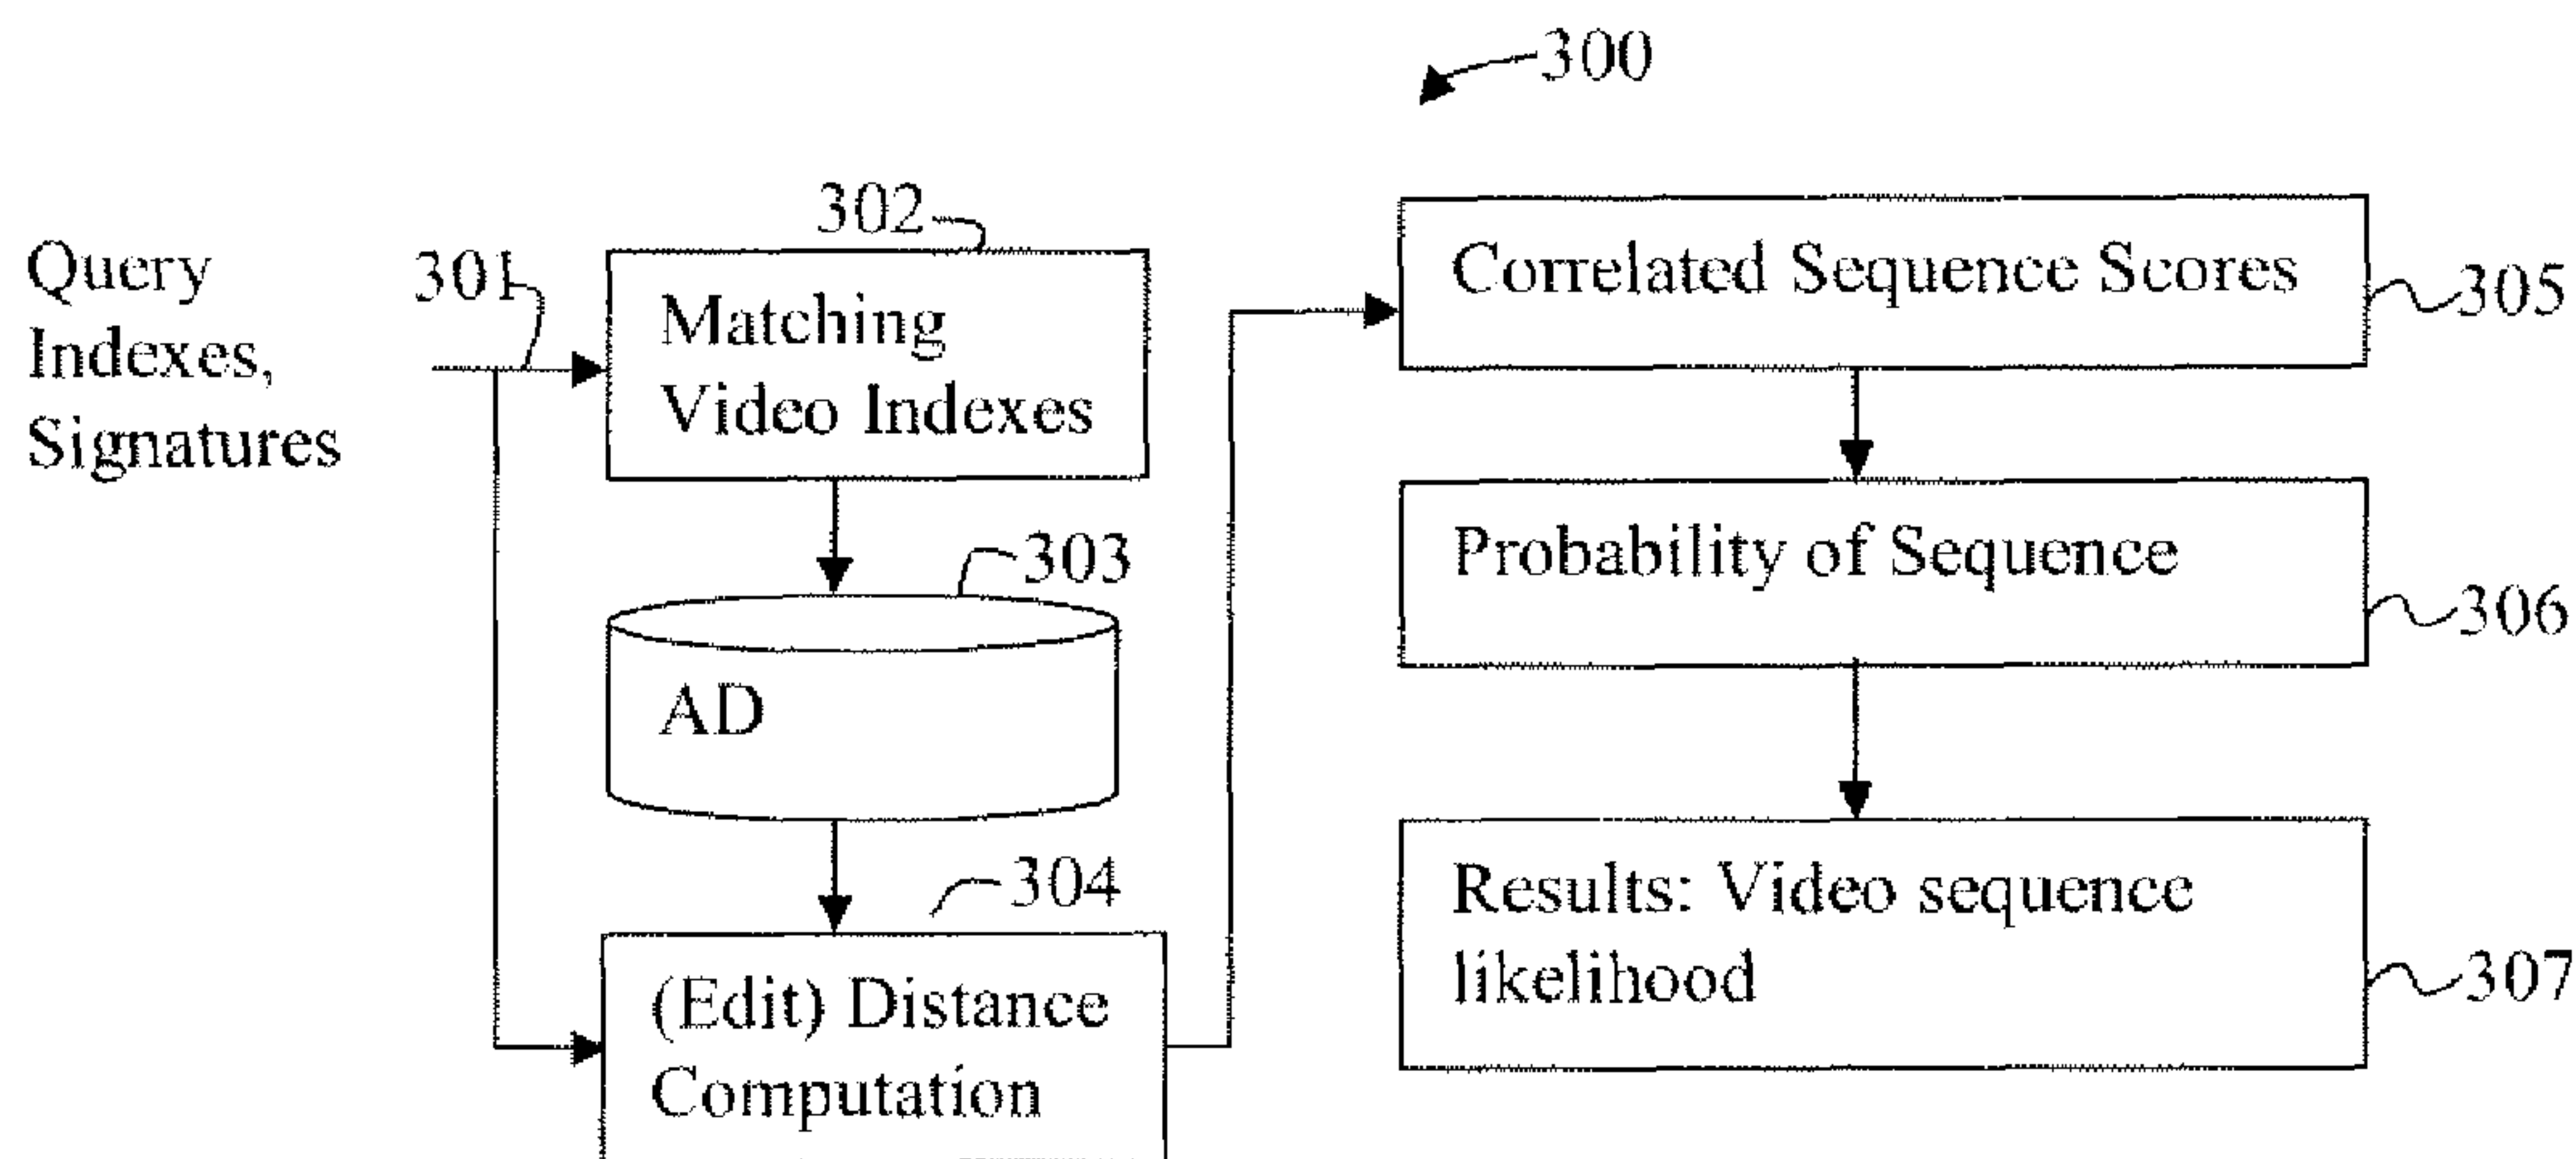 300
302
Query
Indexes,
Signatures
301
Matching
Video Indexes
303
AD
304
(Edit) Distance
Computation
Correlated Sequence Scores
305
Probability of Sequence
306
Results: Video sequence
likelihood
307